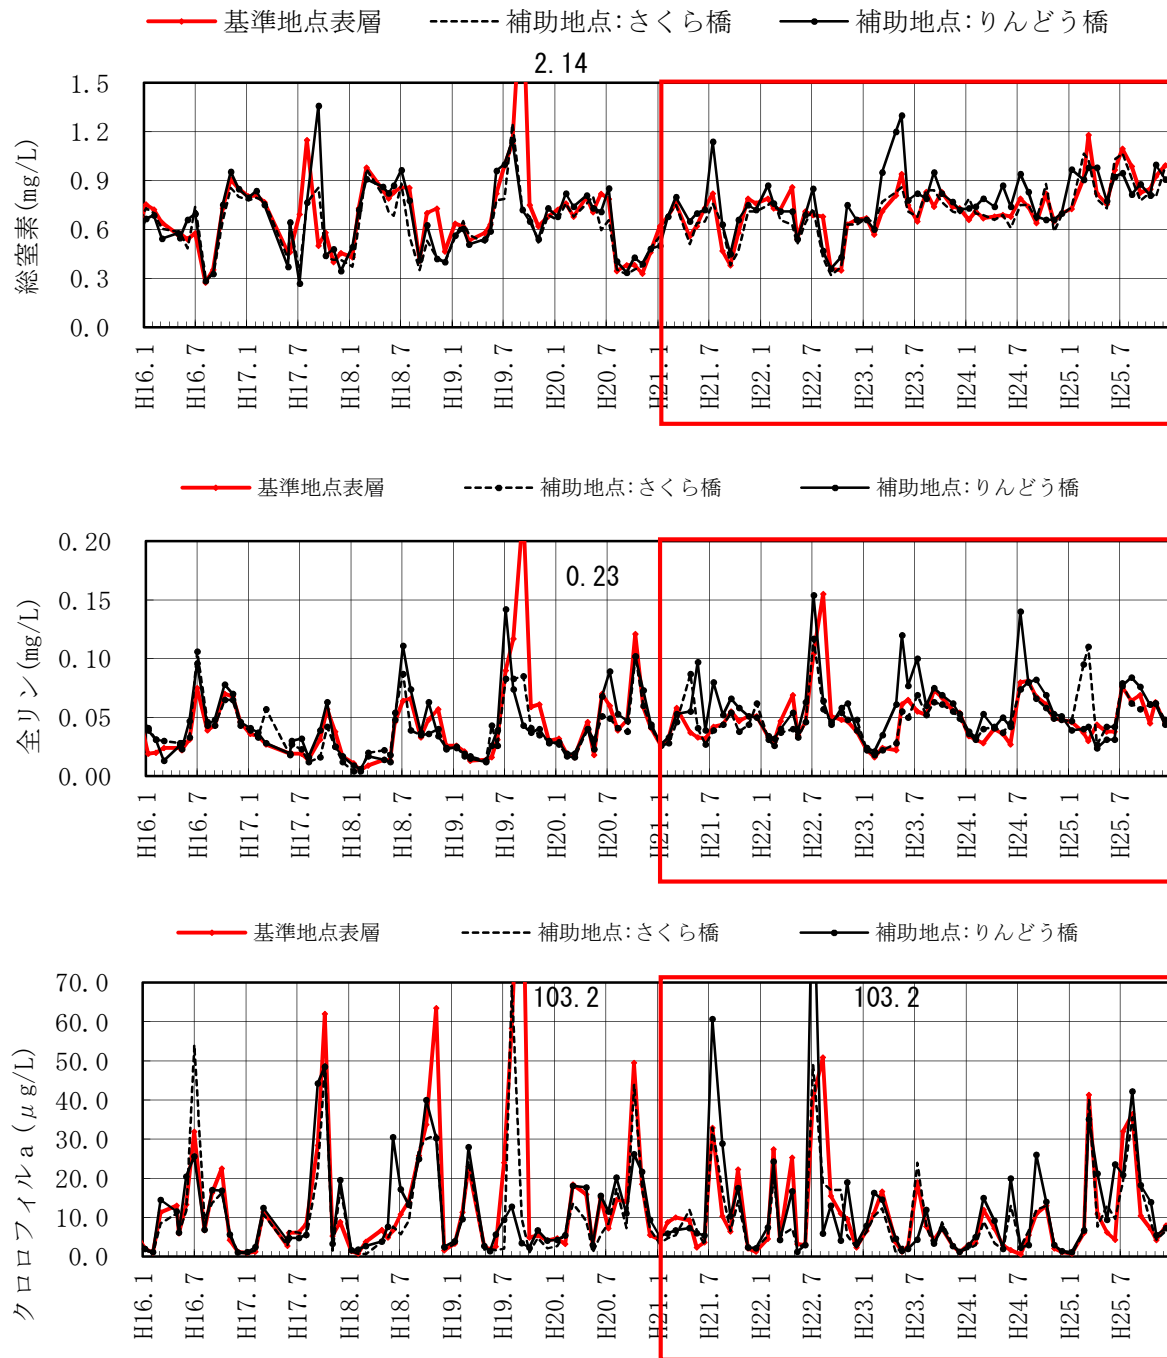 基準地点表層 補助地点:さくら橋 補助地点:りんどう橋
2.14
総窒素(mg/L)
1.5
1.2
0.9
0.6
0.3
0.0
H16.1 H16.7 H17.1 H17.7 H18.1 H18.7 H19.1 H19.7 H20.1 H20.7 H21.1 H21.7 H22.1 H22.7 H23.1 H23.7 H24.1 H24.7 H25.1 H25.7
基準地点表層 補助地点:さくら橋 補助地点:りんどう橋
0.23
全リン(mg/L)
0.20
0.15
0.10
0.05
0.00
H16.1 H16.7 H17.1 H17.7 H18.1 H18.7 H19.1 H19.7 H20.1 H20.7 H21.1 H21.7 H22.1 H22.7 H23.1 H23.7 H24.1 H24.7 H25.1 H25.7
基準地点表層 補助地点:さくら橋 補助地点:りんどう橋
103.2 103.2
クロロフィルa(μg/L)
70.0
60.0
50.0
40.0
30.0
20.0
10.0
0.0
H16.1 H16.7 H17.1 H17.7 H18.1 H18.7 H19.1 H19.7 H20.1 H20.7 H21.1 H21.7 H22.1 H22.7 H23.1 H23.7 H24.1 H24.7 H25.1 H25.7